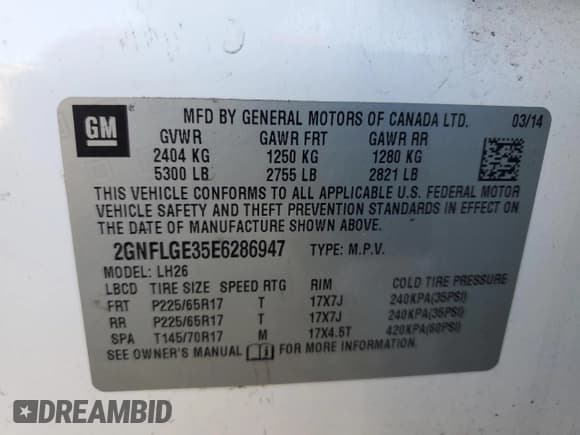 GM
MFD BY GENERAL MOTORS OF CANADA LTD. 03/14
GVWR GAWR FRT GAWR RR
2404 KG 1250 KG 1280 KG
5300 LB 2755 LB 2821 LB
THIS VEHICLE CONFORMS TO ALL APPLICABLE U.S. FEDERAL MOTOR
VEHICLE SAFETY AND THEFT PREVENTION STANDARDS IN EFFECT ON
THE DATE OF MANUFACTURE SHOWN ABOVE.
2GNFLGE35E6286947 TYPE: M.P.V.
MODEL: LH26
LBCD TIRE SIZE SPEED RTG RIM COLD TIRE PRESSURE
FRT P225/65R17 T 17X7J 240KPA(35PSI)
RR P225/65R17 T 17X7J 240KPA(35PSI)
SPA T145/70R17 M 17X4.5T 420KPA(60PSI)
SEE OWNER'S MANUAL FOR MORE INFORMATION.
DREAMBID